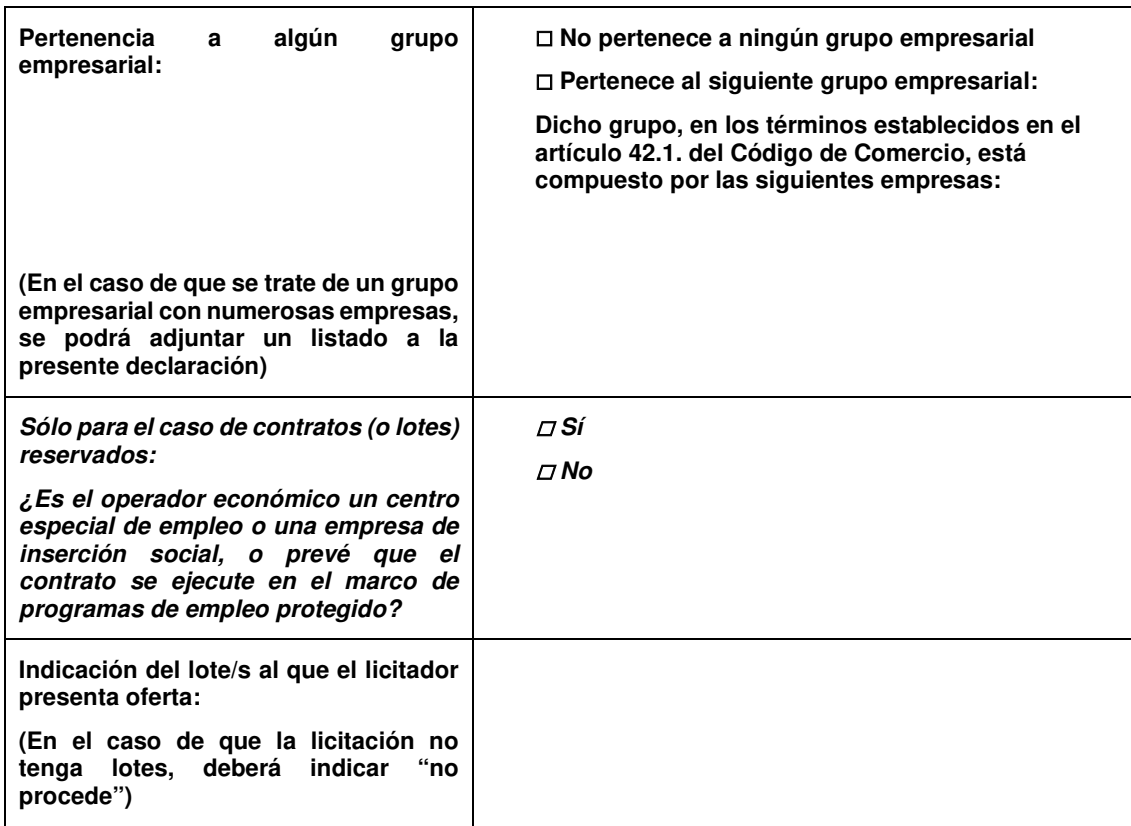 Pertenencia a algún grupo
empresarial:
(En el caso de que se trate de un grupo
empresarial con numerosas empresas,
se podrá adjuntar un listado a la
presente declaración)
□ No pertenece a ningún grupo empresarial
□ Pertenece al siguiente grupo empresarial:
Dicho grupo, en los términos establecidos en el
artículo 42.1. del Código de Comercio, está
compuesto por las siguientes empresas:
Sólo para el caso de contratos (o lotes)
reservados:
¿Es el operador económico un centro
especial de empleo o una empresa de
inserción social, o prevé que el
contrato se ejecute en el marco de
programas de empleo protegido?
□ Sí
□ No
Indicación del lote/s al que el licitador
presenta oferta:
(En el caso de que la licitación no
tenga lotes, deberá indicar “no
procede”)